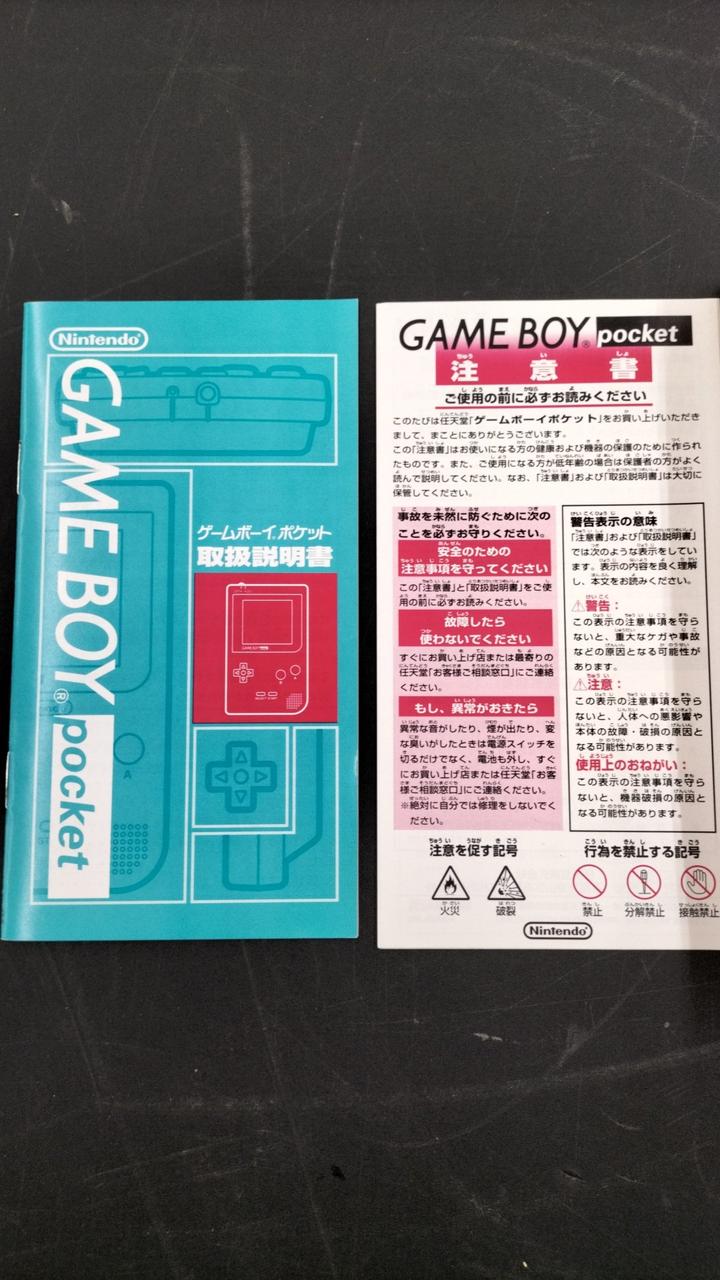 Nintendo®
GAME BOY®pocket
ゲームボーイ®ポケット
取扱説明書
GAME BOY
SELECT START
A
GAME BOY®pocket
注意書
ご使用の前に必ずお読みください
このたびは任天堂「ゲームボーイポケット」をお買い上げいただき
まして、まことにありがとうございます。
この「注意書」はお使いになる方の健康および機器の保護のために作られ
たものです。また、ご使用になる方が低年齢の場合は保護者の方がよく
読んで説明してください。なお、「注意書」および「取扱説明書」は大切に
保管してください。
事故を未然に防ぐために次の
ことを必ずお守りください。
安全のための
注意事項を守ってください
この「注意書」と「取扱説明書」をご使
用の前に必ずお読みください。
故障したら
使わないでください
すぐにお買い上げ店または最寄りの
任天堂「お客様ご相談窓口」にご連絡
ください。
もし、異常がおきたら
異常な音がしたり、煙が出たり、変
な臭いがしたときは電源スイッチを
切るだけでなく、電池も外し、すぐ
にお買い上げ店または任天堂「お客
様ご相談窓口」にご連絡ください。
※絶対に自分では修理をしないでく
ださい。
警告表示の意味
「注意書」および「取扱説明書」
では次のような表示をしてい
ます。表示の内容を良く理解
し、本文をお読みください。
⚠警告：
この表示の注意事項を守ら
ないと、重大なケガや事故
などの原因となる可能性が
あります。
⚠注意：
この表示の注意事項を守ら
ないと、人体への悪影響や
本体の故障・破損の原因と
なる可能性があります。
使用上のおねがい：
この表示の注意事項を守ら
ないと、機器破損の原因と
なる可能性があります。
注意を促す記号
火災
破裂
行為を禁止する記号
禁止
分解禁止
接触禁止
Nintendo®